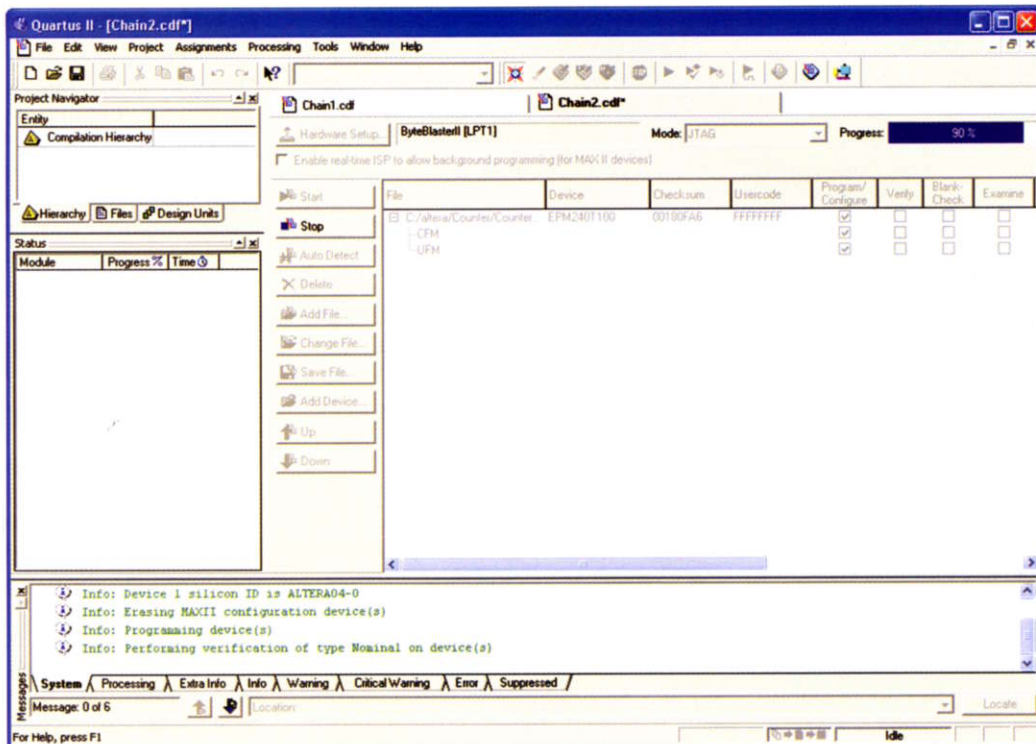 Quartus II - [Chain2.cdf*]
File Edit View Project Assignments Processing Tools Window Help
Project Navigator
Entity
Compilation Hierarchy
Hierarchy Files Design Units
Status
Module Progress % Time
Chain1.cdf Chain2.cdf*
Hardware Setup... ByteBlasterII [LPT1] Mode: JTAG Progress: 90 %
Enable real-time ISP to allow background programming (for MAX II devices)
Start
Stop
Auto Detect
Delete
Add File...
Change File...
Save File...
Add Device...
Up
Down
File Device Checksum Usercode Program/Configure Verify Blank-Check Examine
C:/altera/Counter/Counter... EPM240T100 00180FA6 FFFFFFFF
CFM
UFM
Info: Device 1 silicon ID is ALTERA04-0
Info: Erasing MAXII configuration device(s)
Info: Programming device(s)
Info: Performing verification of type Nominal on device(s)
System Processing Extra Info Info Warning Critical Warning Error Suppressed
Messages
Message: 0 of 6 Location: Locate
For Help, press F1 Idle